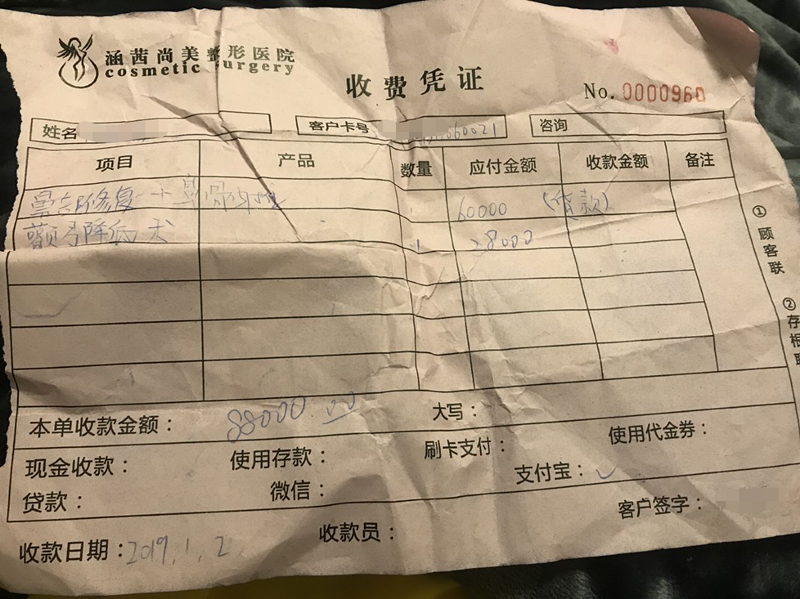 涵茜尚美整形医院
cosmetic surgery
收费凭证
No. 0000960
姓名 客户卡号 60021 咨询
项目 产品 数量 应付金额 收款金额 备注
修复 + 1 60000 (贷款)
颧弓降低术 1 28000
① 顾客联
② 存根联
本单收款金额： 88000.00 大写：
现金收款： 使用存款： 刷卡支付： 使用代金券：
贷款： 微信： 支付宝： ✓
客户签字：
收款日期：2019.1.2 收款员：